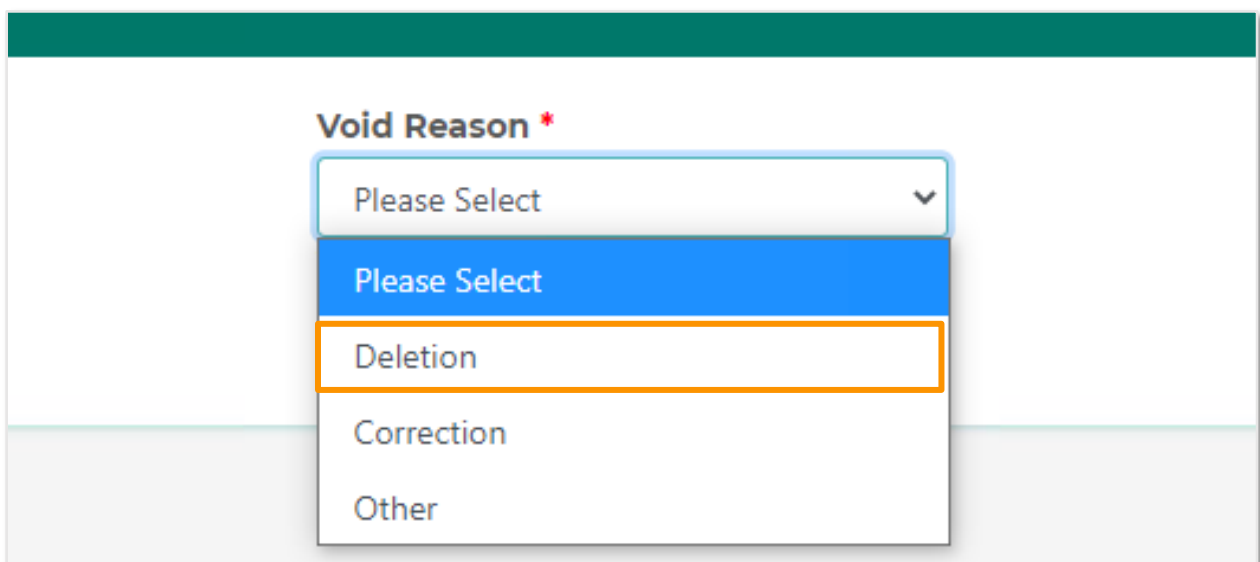 Void Reason *
Please Select
Please Select
Deletion
Correction
Other